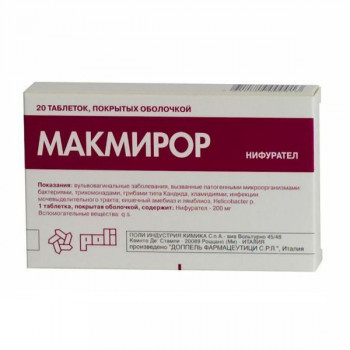 20 ТАБЛЕТОК, ПОКРЫТЫХ ОБОЛОЧКОЙ
МАКМИРОР
НИФУРАТЕЛ
Показания: вульвовагинальные заболевания, вызванные патогенными микроорганизмами:
бактериями, трихомонадами, грибами типа Кандида, хламидиями, инфекции
мочевыделительного тракта, кишечный амебиаз и лямблиоз, Helicobacter p.
1 таблетка, покрытая оболочкой, содержит: Нифурател - 200 мг
Вспомогательные вещества: q.s.
poli
ПОЛИ ИНДУСТРИЯ КИМИКА С.п.А. - виа Вольтурно 45/48
Квинто Де' Стампи - 20089 Роццано (Ми) - ИТАЛИЯ.
произведено "ДОППЕЛЬ ФАРМАЦЕУТИЦИ С.Р.Л.", Италия